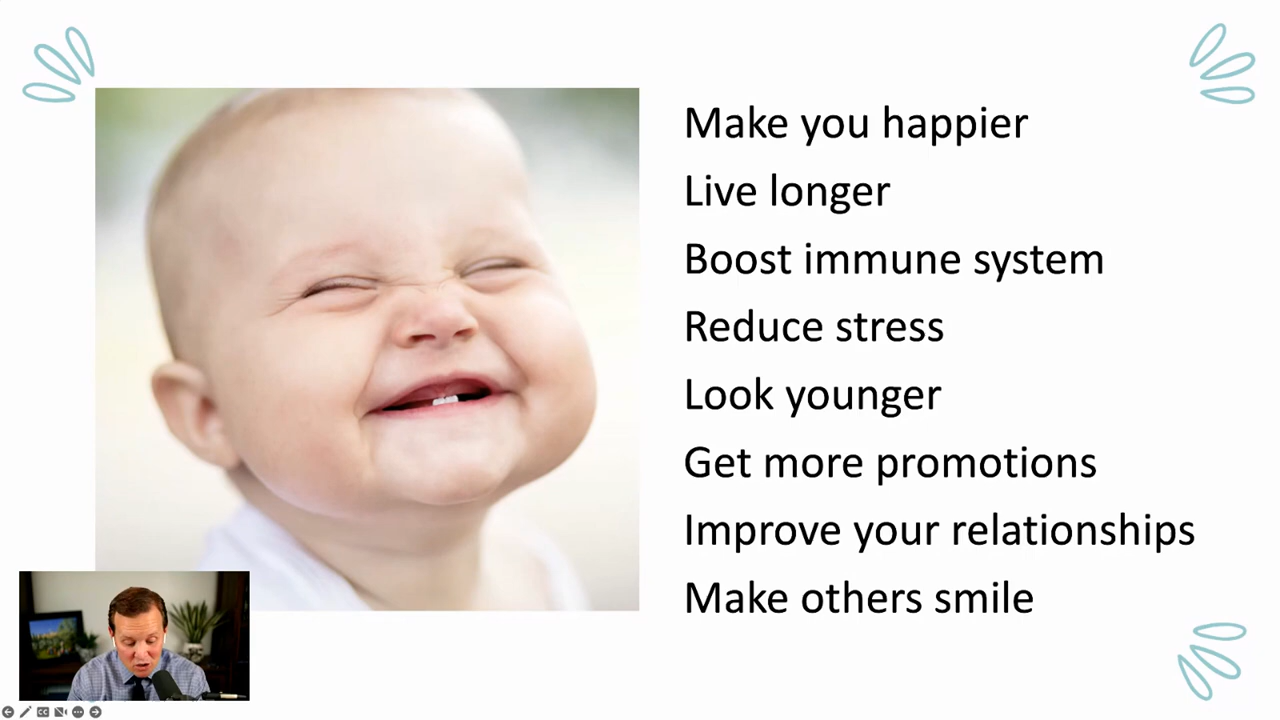 Make you happier
Live longer
Boost immune system
Reduce stress
Look younger
Get more promotions
Improve your relationships
Make others smile
CC